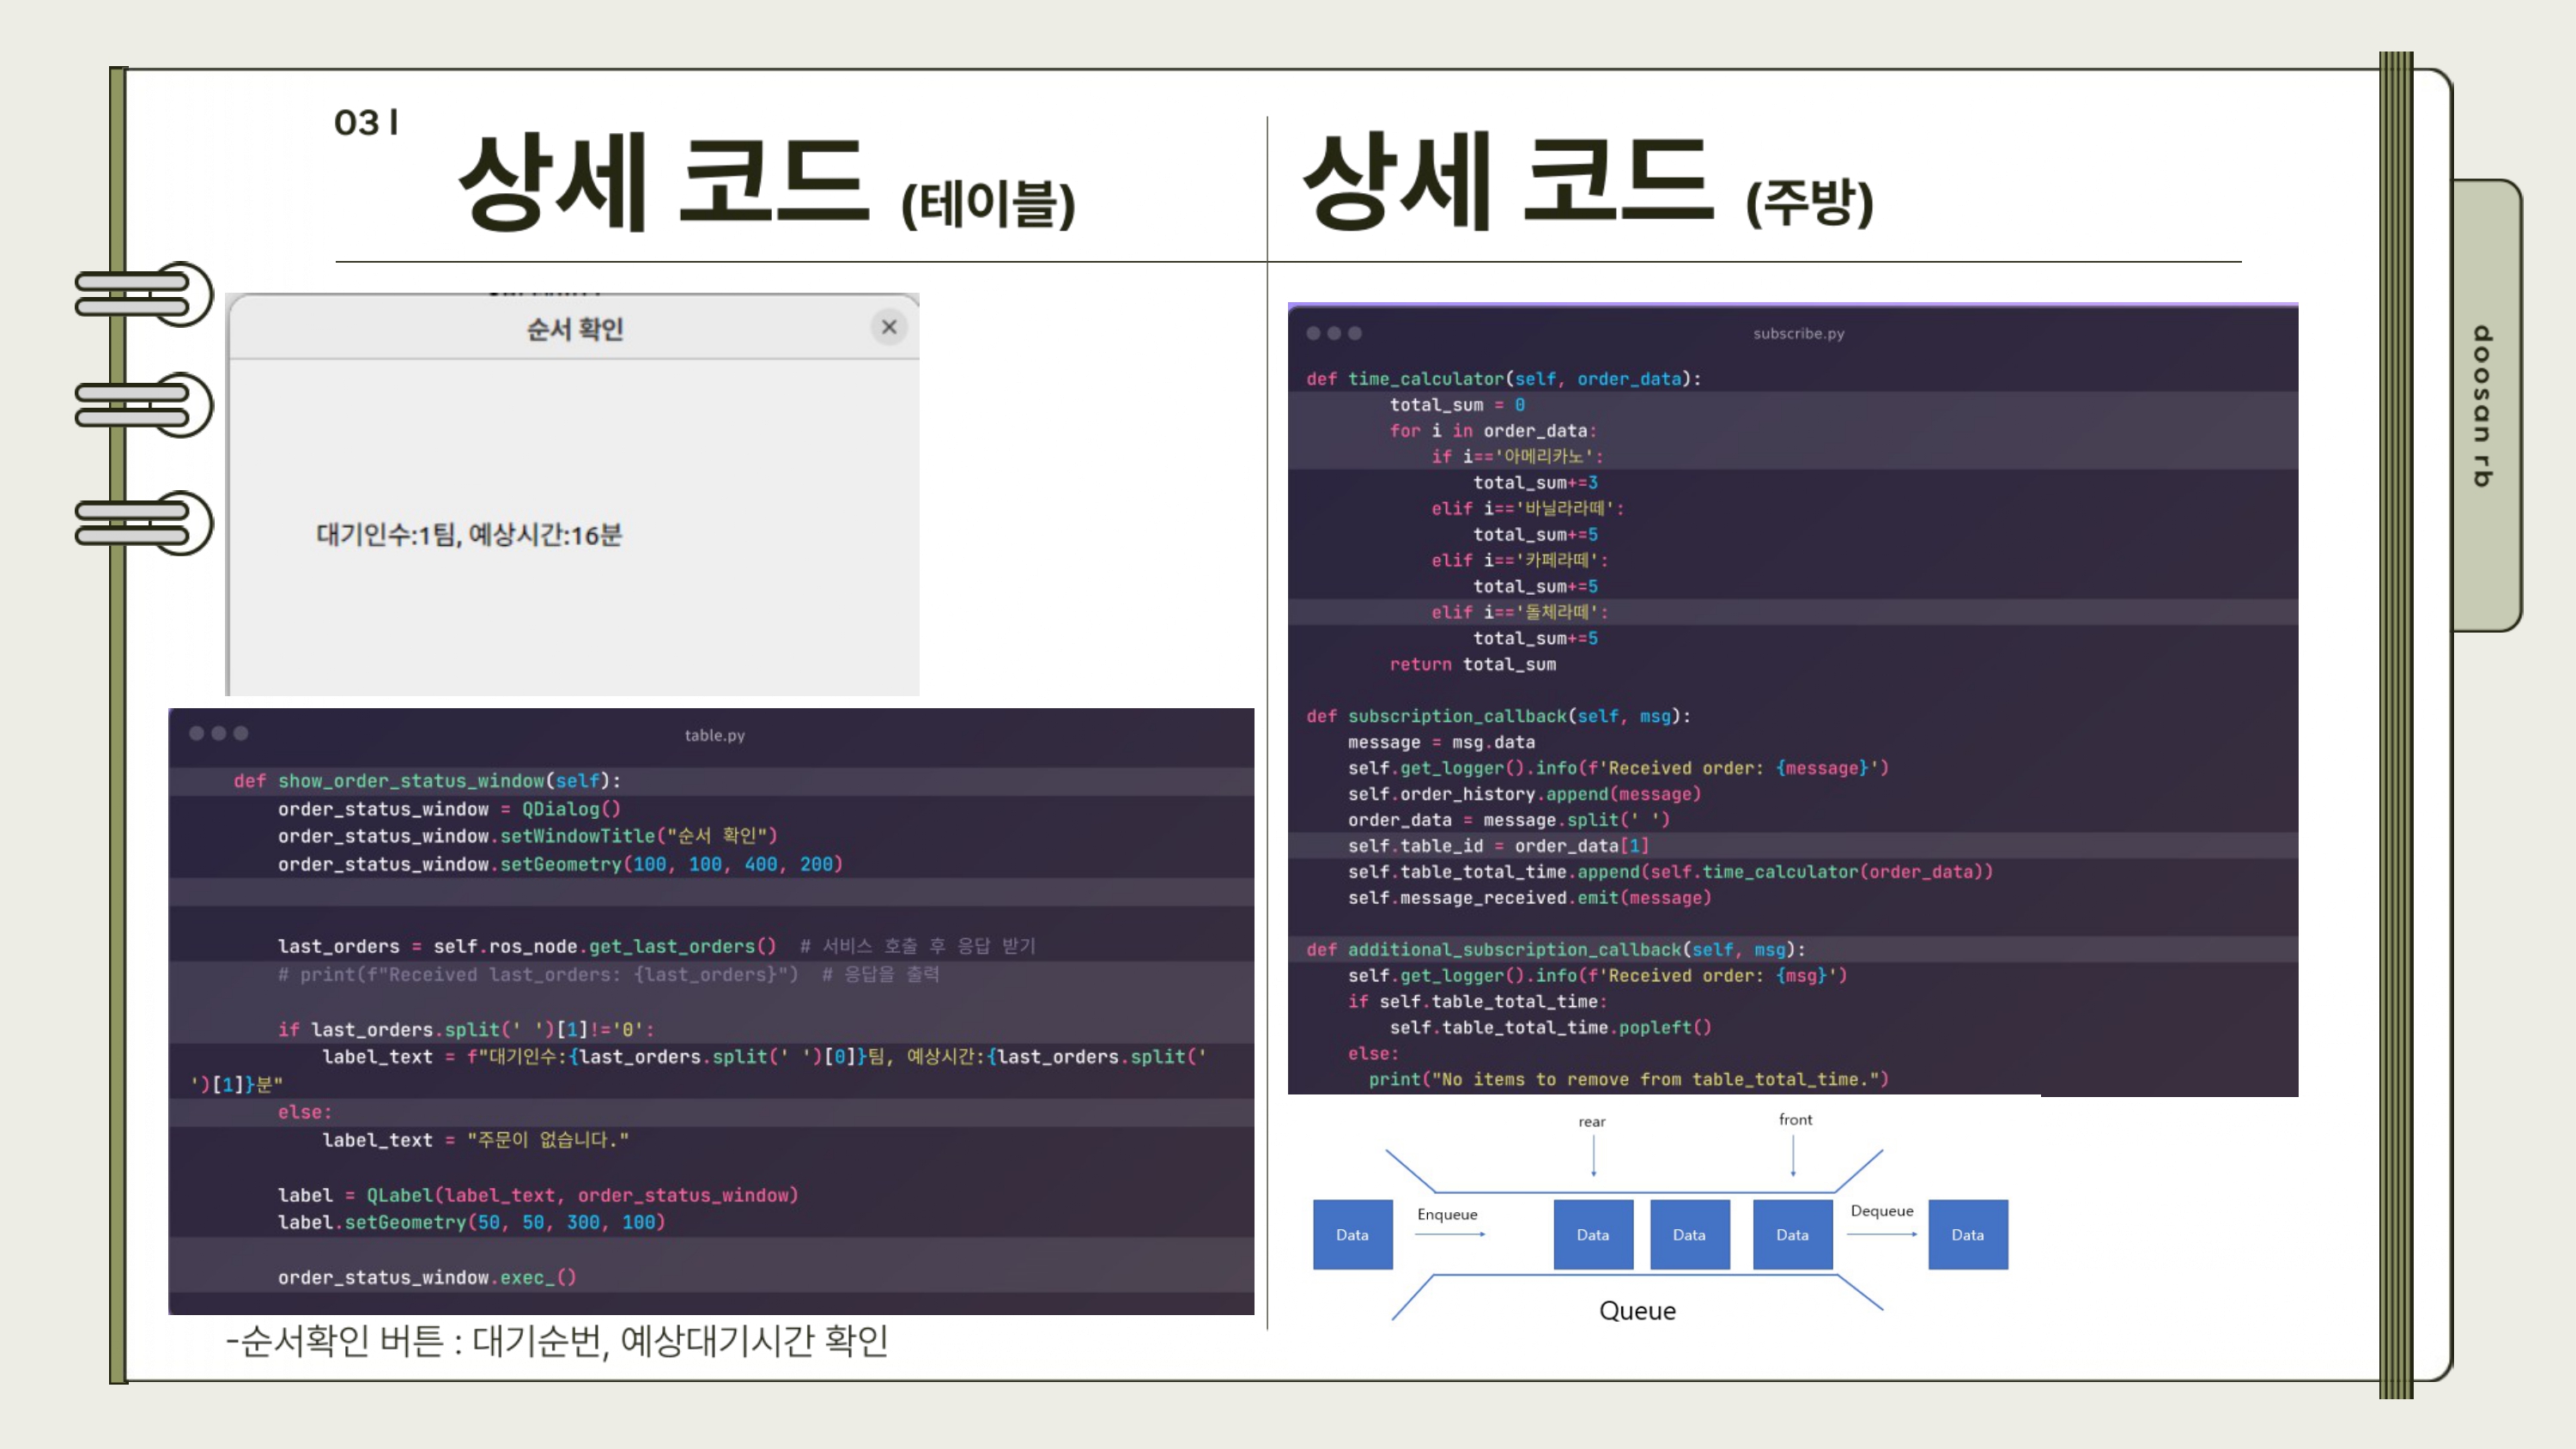 03 |
상세 코드 (테이블)
순서 확인
대기인수:1팀, 예상시간:16분
table.py
def show_order_status_window(self):
order_status_window = QDialog()
order_status_window.setWindowTitle("순서 확인")
order_status_window.setGeometry(100, 100, 400, 200)
last_orders = self.ros_node.get_last_orders()  # 서비스 호출 후 응답 받기
# print(f"Received last_orders: {last_orders}")  # 응답을 출력
if last_orders.split(' ')[1]!='0':
label_text = f"대기인수:{last_orders.split(' ')[0]}팀, 예상시간:{last_orders.split('
')[1]}분"
else:
label_text = "주문이 없습니다."
label = QLabel(label_text, order_status_window)
label.setGeometry(50, 50, 300, 100)
order_status_window.exec_()
-순서확인 버튼 : 대기순번, 예상대기시간 확인
상세 코드 (주방)
subscribe.py
def time_calculator(self, order_data):
total_sum = 0
for i in order_data:
if i=='아메리카노':
total_sum+=3
elif i=='바닐라라떼':
total_sum+=5
elif i=='카페라떼':
total_sum+=5
elif i=='돌체라떼':
total_sum+=5
return total_sum
def subscription_callback(self, msg):
message = msg.data
self.get_logger().info(f'Received order: {message}')
self.order_history.append(message)
order_data = message.split(' ')
self.table_id = order_data[1]
self.table_total_time.append(self.time_calculator(order_data))
self.message_received.emit(message)
def additional_subscription_callback(self, msg):
self.get_logger().info(f'Received order: {msg}')
if self.table_total_time:
self.table_total_time.popleft()
else:
print("No items to remove from table_total_time.")
rear
front
Data
Enqueue
Data
Data
Data
Dequeue
Data
Queue
doosan rb